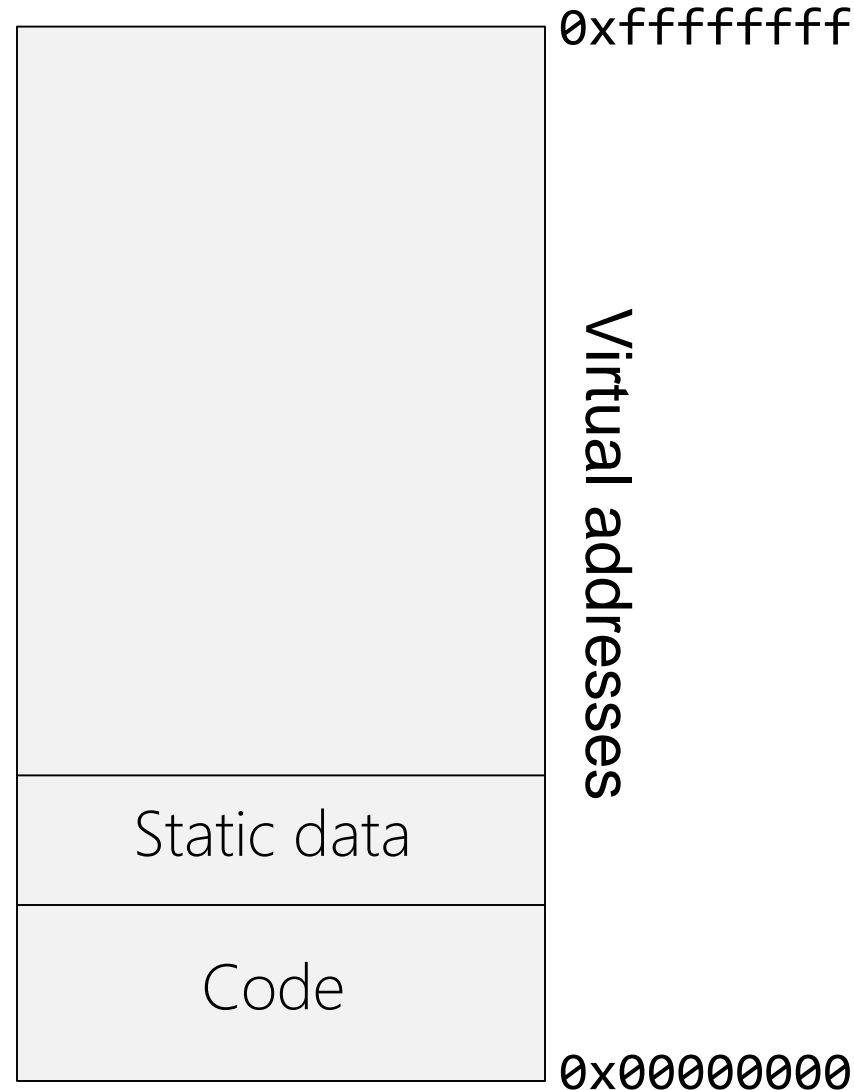 0xffffffff
Virtual addresses
Static data
Code
0x00000000